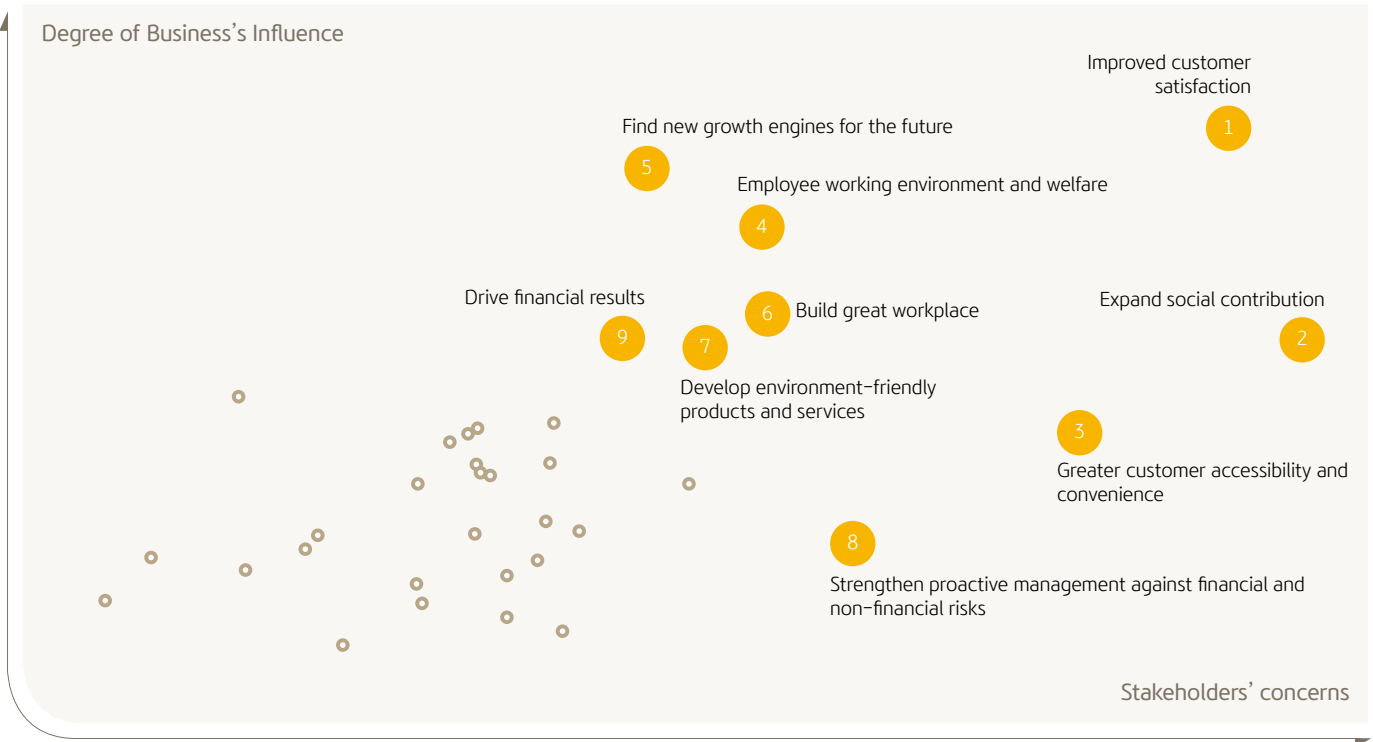 Degree of Business’s Influence
Improved customer
satisfaction
1
Find new growth engines for the future
5
Employee working environment and welfare
4
Drive financial results
9
6
Build great workplace
Expand social contribution
2
7
Develop environment-friendly
products and services
3
Greater customer accessibility and
convenience
8
Strengthen proactive management against financial and
non-financial risks
Stakeholders’ concerns